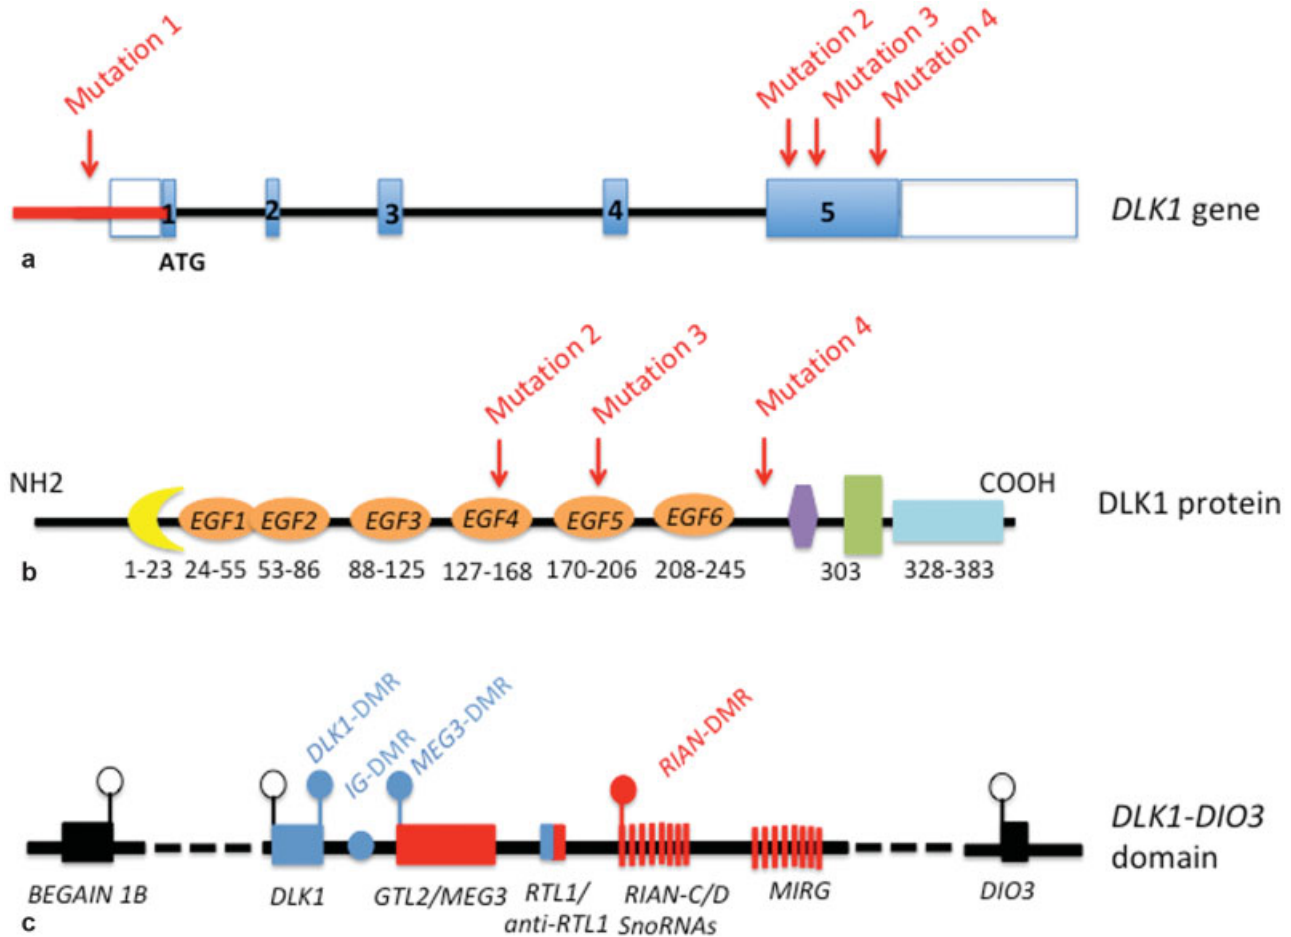 Mutation 1
Mutation 2
Mutation 3
Mutation 4
1
2
3
4
5
DLK1 gene
a
ATG
Mutation 2
Mutation 3
Mutation 4
NH2
COOH
EGF1
EGF2
EGF3
EGF4
EGF5
EGF6
DLK1 protein
b
1-23 24-55 53-86 88-125 127-168 170-206 208-245 303 328-383
DLK1-DMR
IG-DMR
MEG3-DMR
RIAN-DMR
DLK1-DIO3
domain
BEGAIN 1B
DLK1
GTL2/MEG3
RTL1/
anti-RTL1
RIAN-C/D
SnoRNAs
MIRG
DIO3
c